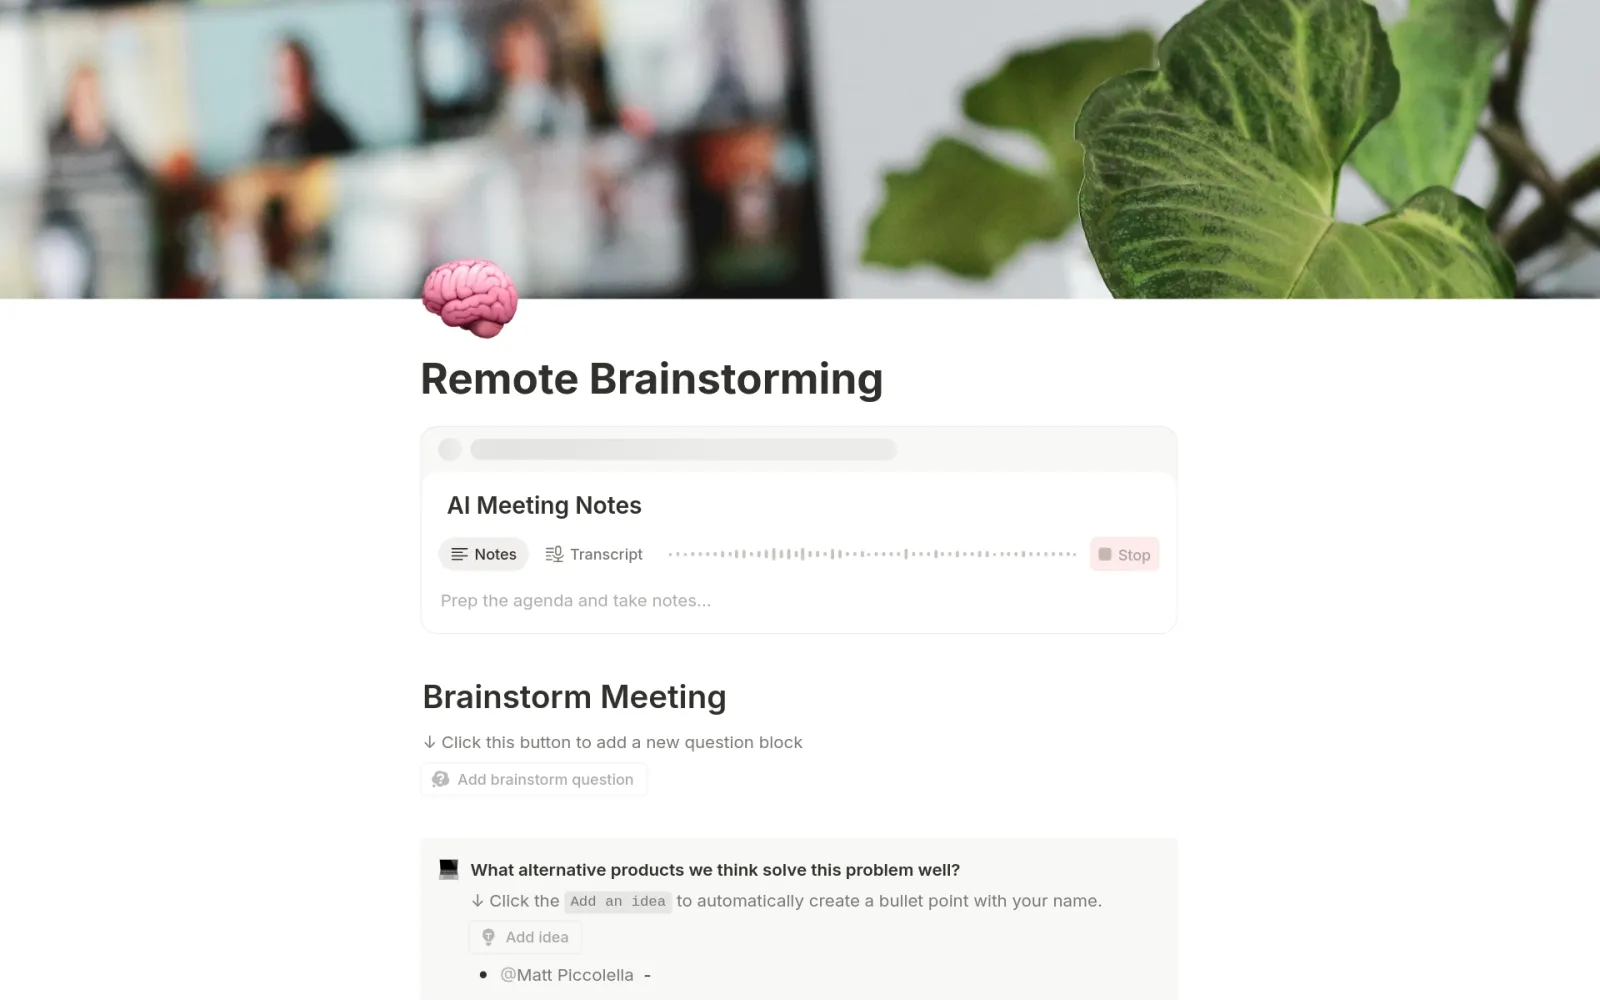 Remote Brainstorming
AI Meeting Notes
Notes
Transcript
Stop
Prep the agenda and take notes...
Brainstorm Meeting
↓ Click this button to add a new question block
Add brainstorm question
What alternative products we think solve this problem well?
↓ Click the Add an idea to automatically create a bullet point with your name.
Add idea
• @Matt Piccolella -